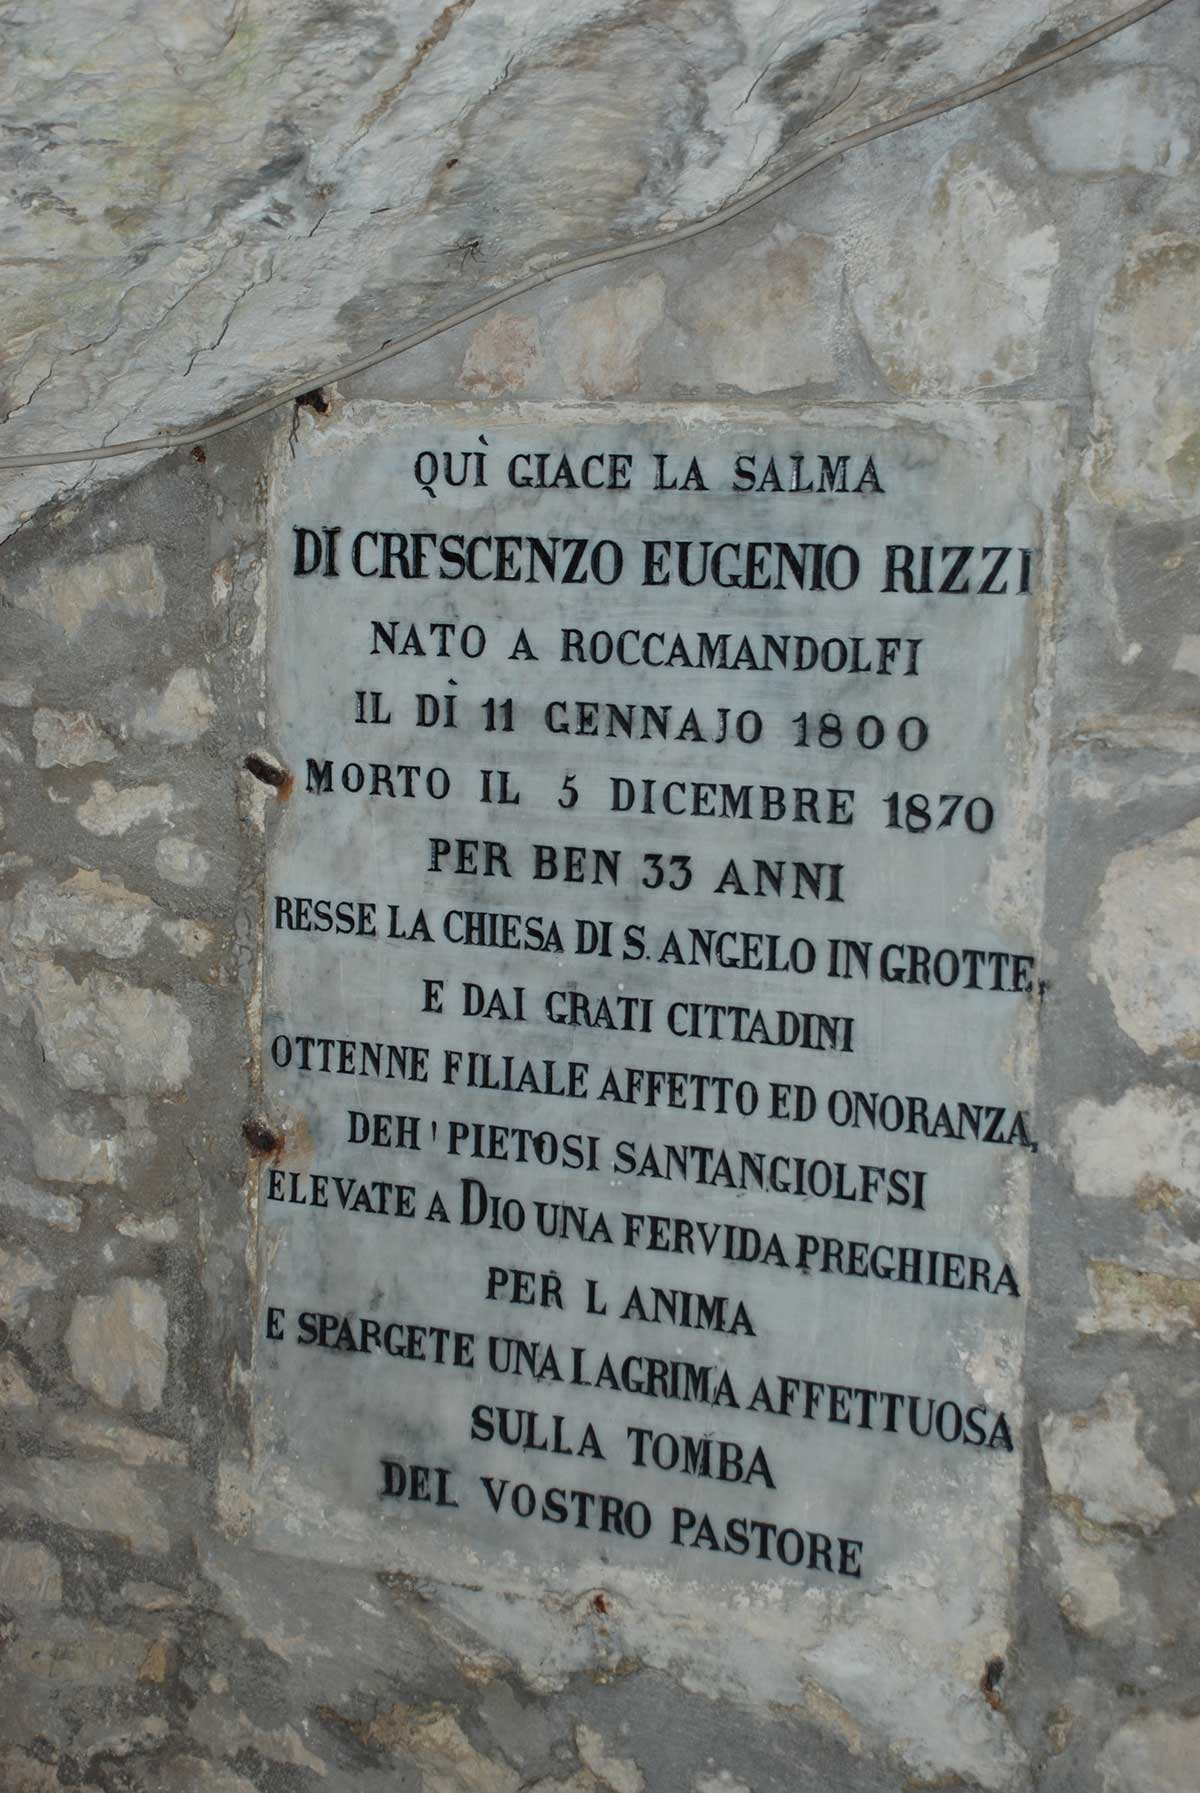 QUÌ GIACE LA SALMA
DI CRESCENZO EUGENIO RIZZI
NATO A ROCCAMANDOLFI
IL DÌ 11 GENNAJO 1800
MORTO IL 5 DICEMBRE 1870
PER BEN 33 ANNI
RESSE LA CHIESA DI S. ANGELO IN GROTTE,
E DAI GRATI CITTADINI
OTTENNE FILIALE AFFETTO ED ONORANZA,
DEH! PIETOSI SANTANGIOLESI
ELEVATE A DIO UNA FERVIDA PREGHIERA
PER L ANIMA
E SPARGETE UNA LAGRIMA AFFETTUOSA
SULLA TOMBA
DEL VOSTRO PASTORE